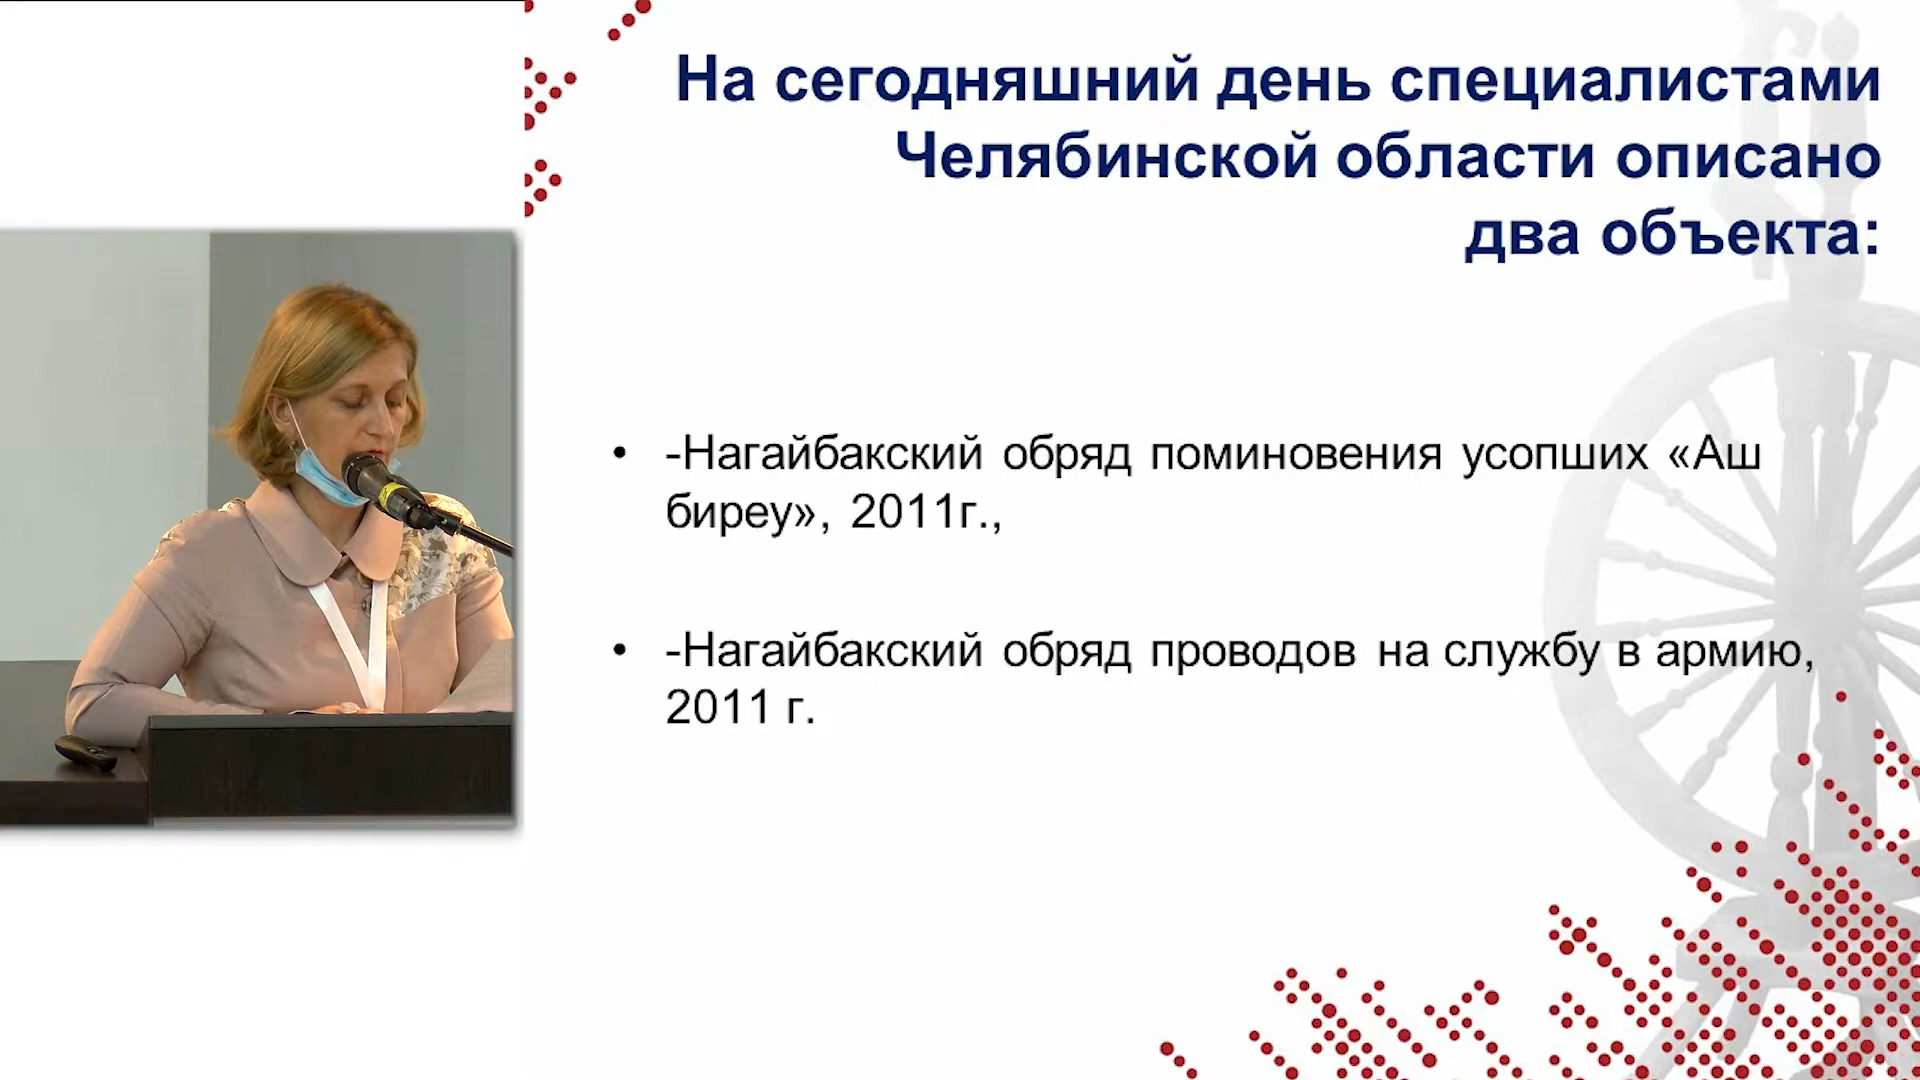 На сегодняшний день специалистами
Челябинской области описано
два объекта:
• -Нагайбакский обряд поминовения усопших «Аш
биреу», 2011г.,
• -Нагайбакский обряд проводов на службу в армию,
2011 г.